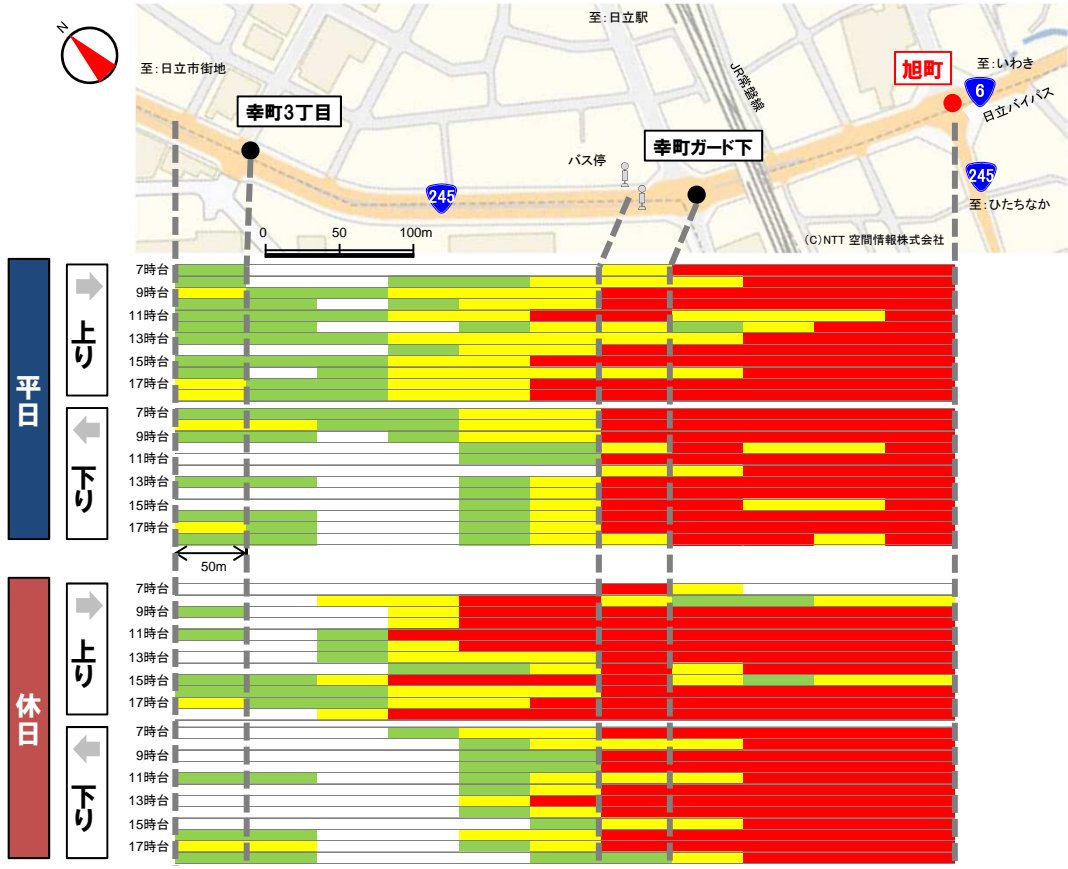 N
至:日立駅
至:日立市街地
JR常磐線
旭町
至:いわき
6
日立バイパス
幸町3丁目
幸町ガード下
バス停
245
245
至:ひたちなか
0 50 100m
(C)NTT 空間情報株式会社
平日
上り
7時台
9時台
11時台
13時台
15時台
17時台
下り
7時台
9時台
11時台
13時台
15時台
17時台
50m
休日
上り
7時台
9時台
11時台
13時台
15時台
17時台
下り
7時台
9時台
11時台
13時台
15時台
17時台